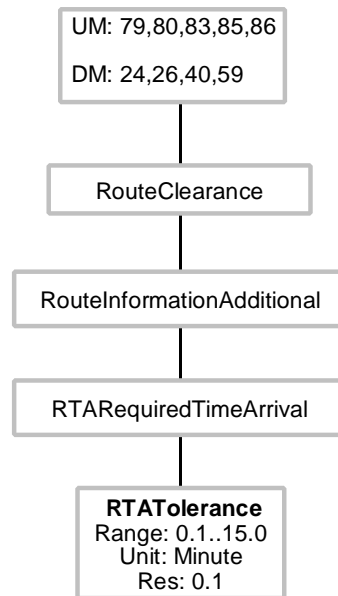 UM: 79,80,83,85,86
DM: 24,26,40,59
RouteClearance
RouteInformationAdditional
RTARequiredTimeArrival
RTATolerance
Range: 0.1..15.0
Unit: Minute
Res: 0.1